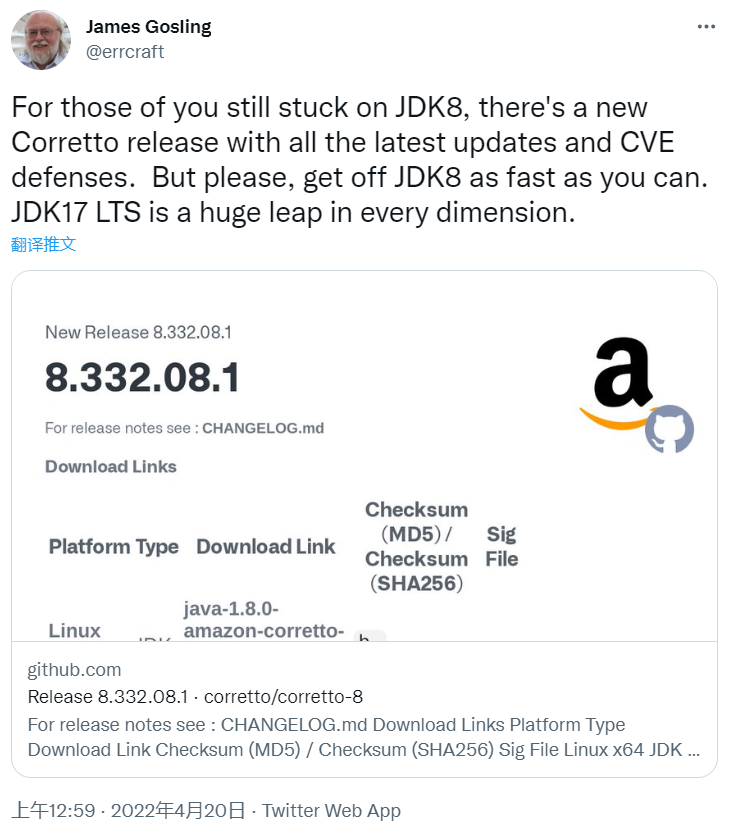 James Gosling
@errcraft
For those of you still stuck on JDK8, there's a new
Corretto release with all the latest updates and CVE
defenses.  But please, get off JDK8 as fast as you can.
JDK17 LTS is a huge leap in every dimension.
翻译推文
New Release 8.332.08.1
8.332.08.1
For release notes see : CHANGELOG.md
Download Links
Platform Type Download Link Checksum (MD5) / Checksum (SHA256) Sig File
Linux
java-1.8.0-
amazon-corretto-
a
github.com
Release 8.332.08.1 · corretto/corretto-8
For release notes see : CHANGELOG.md Download Links Platform Type
Download Link Checksum (MD5) / Checksum (SHA256) Sig File Linux x64 JDK ...
上午12:59 · 2022年4月20日 · Twitter Web App